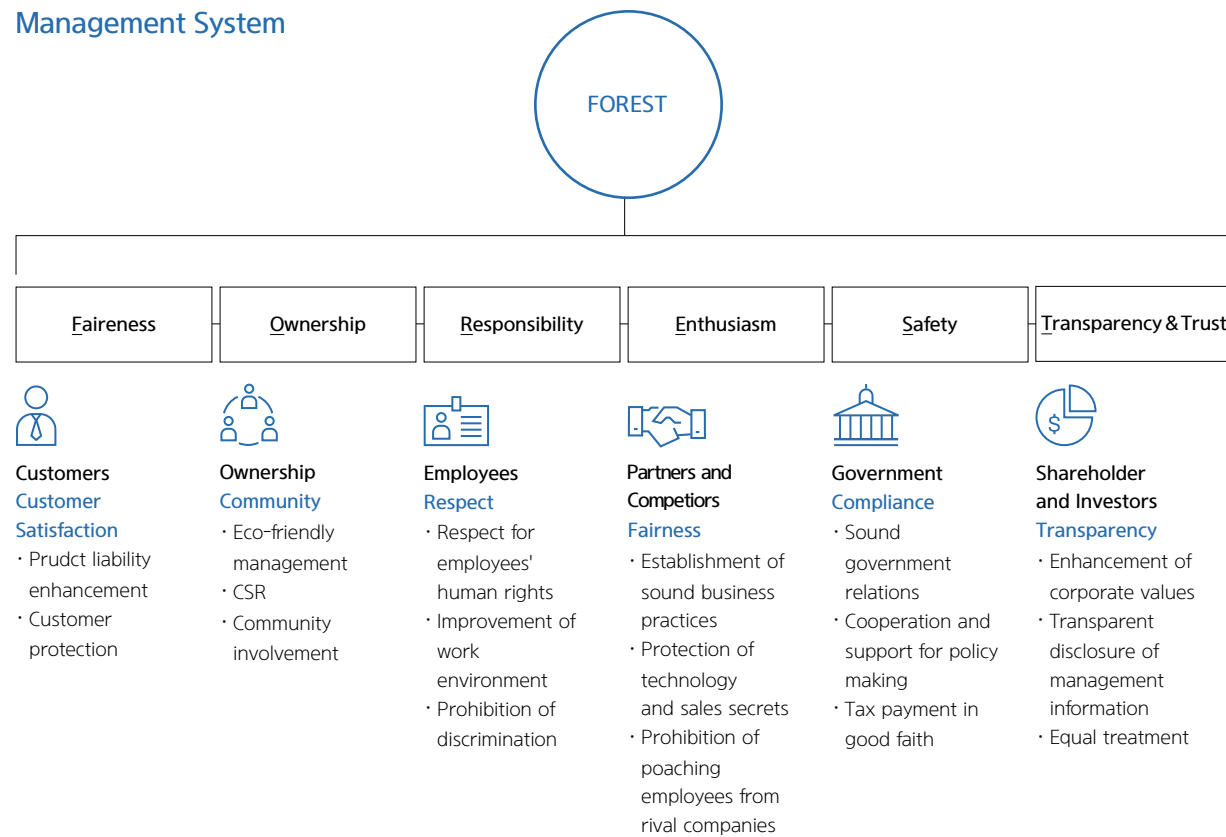 Management System
FOREST
Faireness
Ownership
Responsibility
Enthusiasm
Safety
Transparency & Trust
$
Customers
Customer
Satisfaction
· Prudct liability
enhancement
· Customer
protection
Ownership
Community
· Eco-friendly
management
· CSR
· Community
involvement
Employees
Respect
· Respect for
employees'
human rights
· Improvement of
work
environment
· Prohibition of
discrimination
Partners and
Competiors
Fairness
· Establishment of
sound business
practices
· Protection of
technology
and sales secrets
· Prohibition of
poaching
employees from
rival companies
Government
Compliance
· Sound
government
relations
· Cooperation and
support for policy
making
· Tax payment in
good faith
Shareholder
and Investors
Transparency
· Enhancement of
corporate values
· Transparent
disclosure of
management
information
· Equal treatment